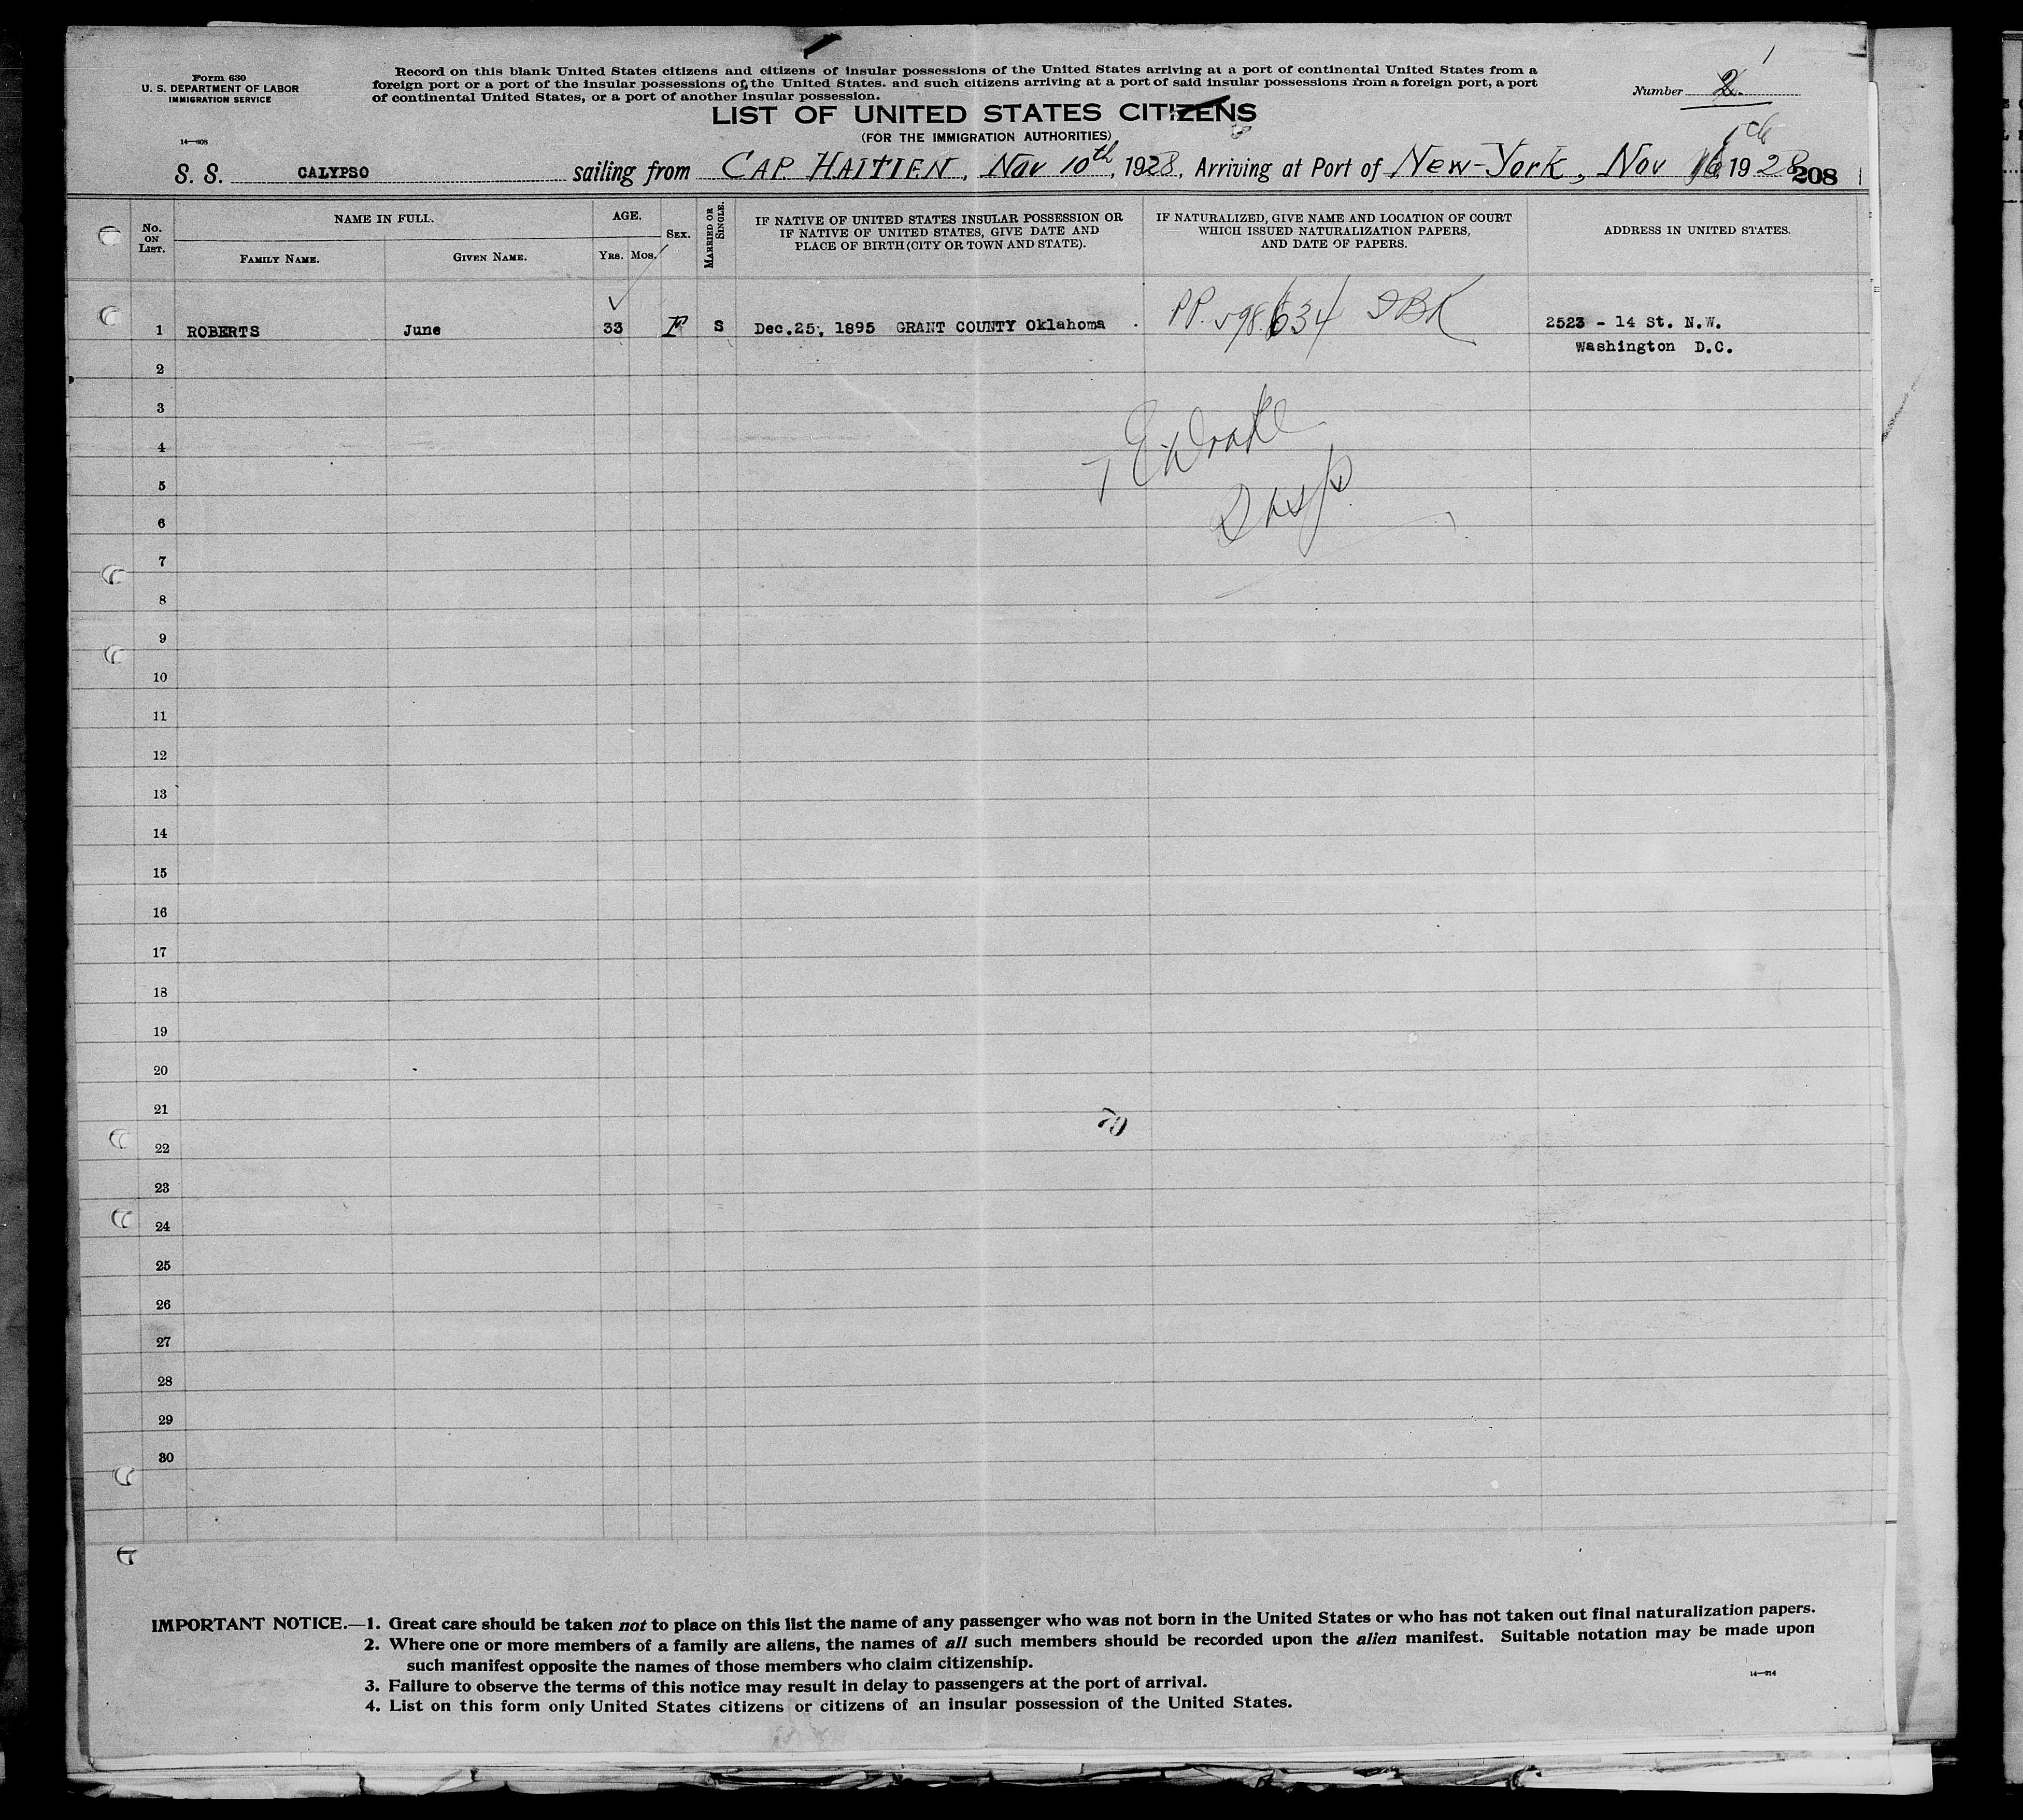 Form 630
U. S. DEPARTMENT OF LABOR
IMMIGRATION SERVICE
14—608
Record on this blank United States citizens and citizens of insular possessions of the United States arriving at a port of continental United States from a
foreign port or a port of the insular possessions of the United States. and such citizens arriving at a port of said insular possessions from a foreign port, a port
of continental United States, or a port of another insular possession.
1
Number 2
LIST OF UNITED STATES CITIZENS
(FOR THE IMMIGRATION AUTHORITIES)
S. S. CALYPSO sailing from CAP. HAITIEN, Nov 10th, 1928, Arriving at Port of New-York, Nov 16th 1928
208
No. ON LIST.
NAME IN FULL.
FAMILY NAME.
GIVEN NAME.
AGE.
YRS. MOS.
SEX.
MARRIED OR SINGLE.
IF NATIVE OF UNITED STATES INSULAR POSSESSION OR
IF NATIVE OF UNITED STATES, GIVE DATE AND
PLACE OF BIRTH (CITY OR TOWN AND STATE).
IF NATURALIZED, GIVE NAME AND LOCATION OF COURT
WHICH ISSUED NATURALIZATION PAPERS,
AND DATE OF PAPERS.
ADDRESS IN UNITED STATES.
1 ROBERTS June 33 F S Dec.25, 1895 GRANT COUNTY Oklahoma PP. 598634 2523 - 14 St. N.W.
Washington D.C.
2
3
4
5
6
7
8
9
10
11
12
13
14
15
16
17
18
19
20
21
70
22
23
24
25
26
27
28
29
30
IMPORTANT NOTICE.—1. Great care should be taken not to place on this list the name of any passenger who was not born in the United States or who has not taken out final naturalization papers.
2. Where one or more members of a family are aliens, the names of all such members should be recorded upon the alien manifest. Suitable notation may be made upon
such manifest opposite the names of those members who claim citizenship.
14—914
3. Failure to observe the terms of this notice may result in delay to passengers at the port of arrival.
4. List on this form only United States citizens or citizens of an insular possession of the United States.